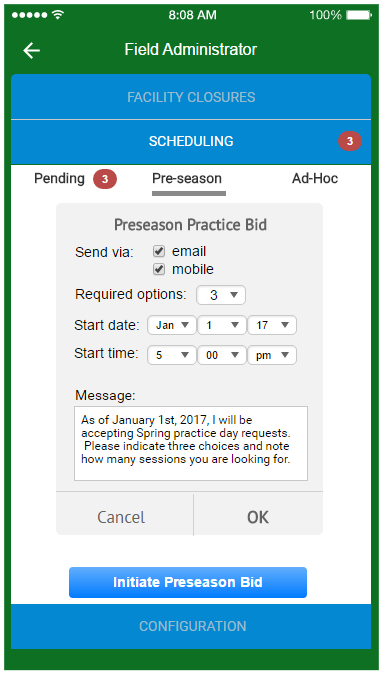 8:08 AM 100%
Field Administrator
FACILITY CLOSURES
SCHEDULING 3
Pending 3 Pre-season Ad-Hoc
Preseason Practice Bid
Send via: email
mobile
Required options: 3
Start date: Jan 1 17
Start time: 5 00 pm
Message:
As of January 1st, 2017, I will be
accepting Spring practice day requests.
Please indicate three choices and note
how many sessions you are looking for.
Cancel OK
Initiate Preseason Bid
CONFIGURATION